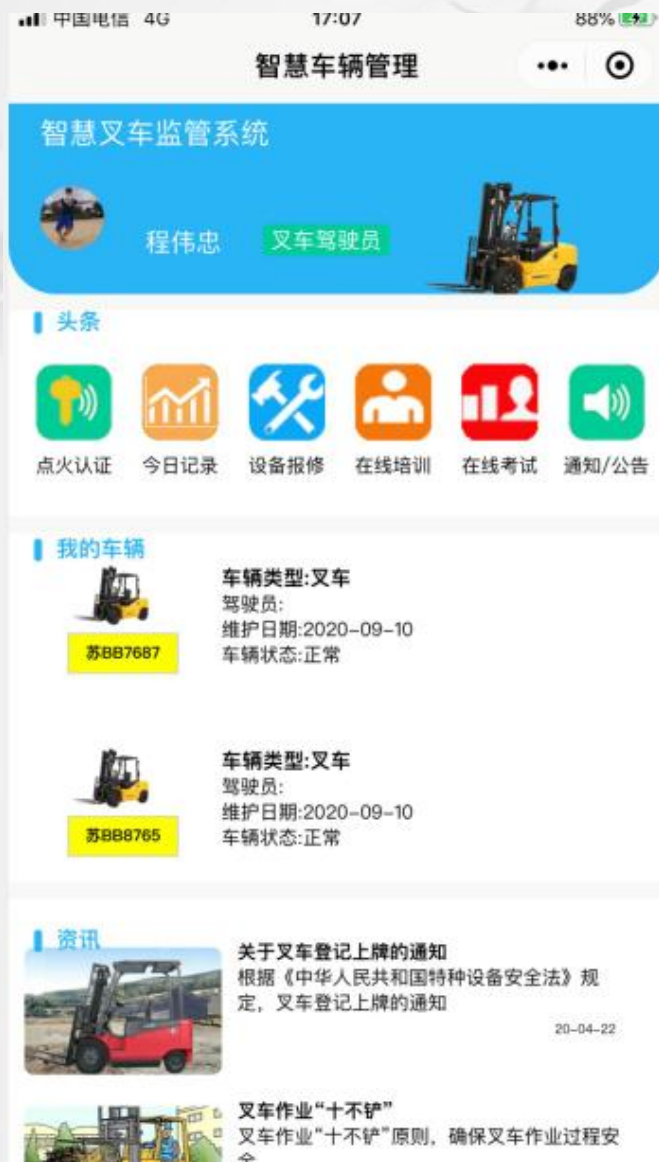 中国电信 4G 17:07 88%
智慧车辆管理
智慧叉车监管系统
程伟忠 叉车驾驶员
头条
点火认证 今日记录 设备报修 在线培训 在线考试 通知/公告
我的车辆
车辆类型:叉车
驾驶员:
维护日期:2020-09-10
车辆状态:正常
苏BB7687
车辆类型:叉车
驾驶员:
维护日期:2020-09-10
车辆状态:正常
苏BB8765
资讯
关于叉车登记上牌的通知
根据《中华人民共和国特种设备安全法》规
定，叉车登记上牌的通知
20-04-22
叉车作业“十不铲”
叉车作业“十不铲”原则，确保叉车作业过程安